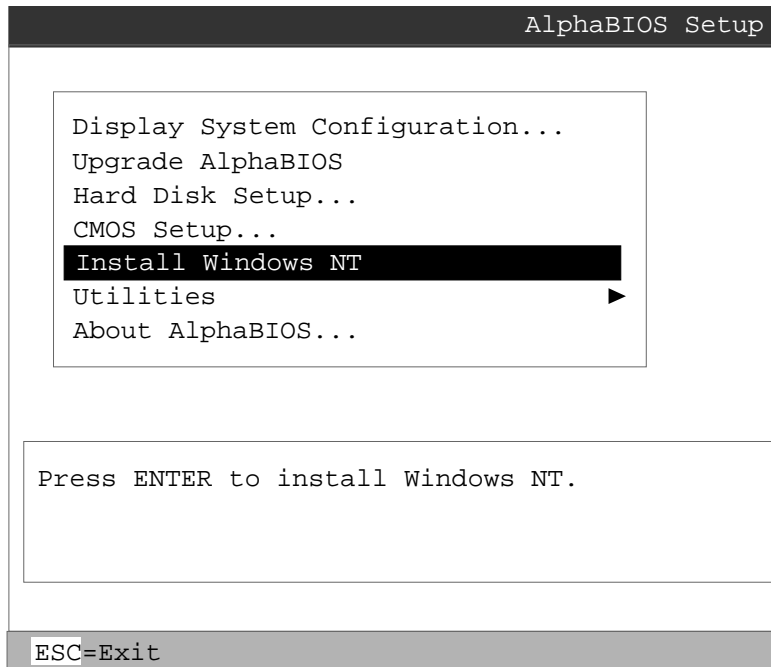 AlphaBIOS Setup
Display System Configuration...
Upgrade AlphaBIOS
Hard Disk Setup...
CMOS Setup...
Install Windows NT
Utilities ►
About AlphaBIOS...
Press ENTER to install Windows NT.
ESC=Exit